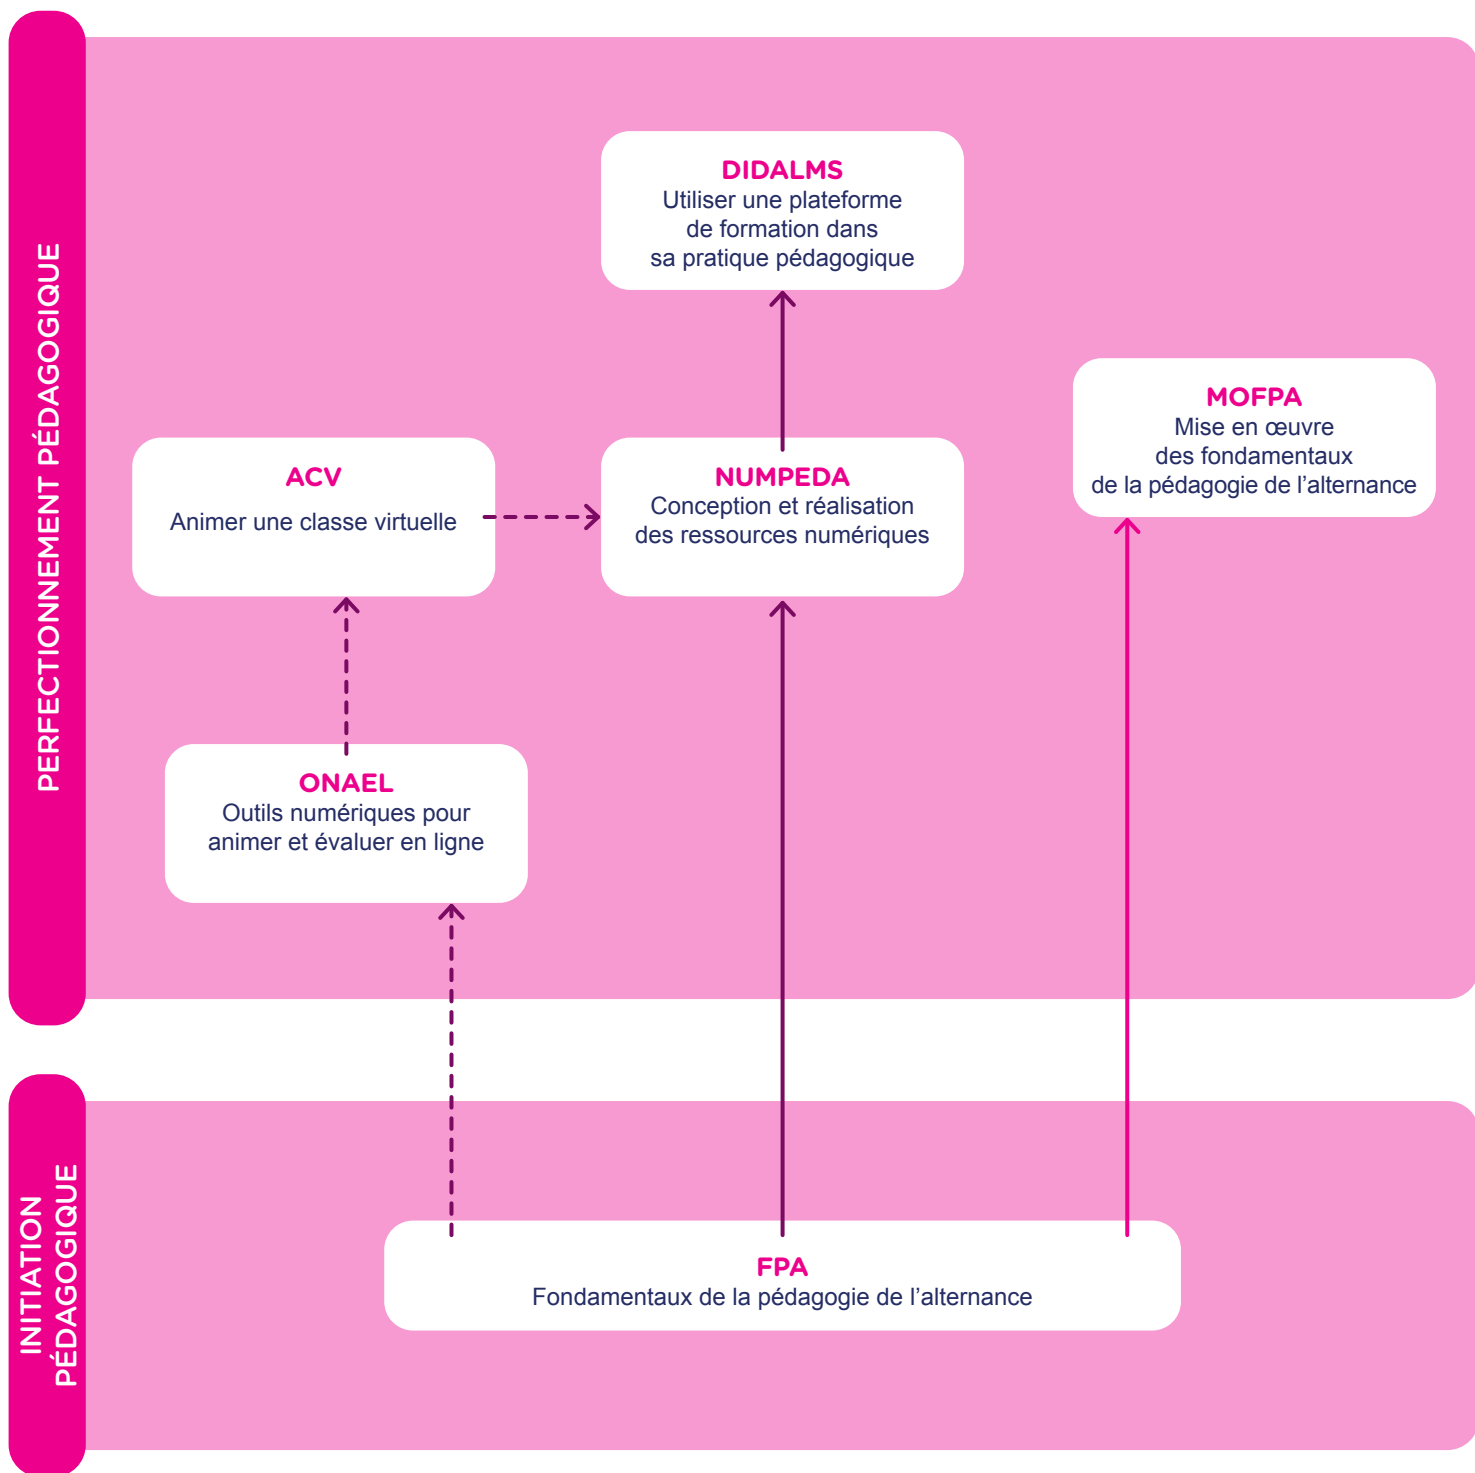 PERFECTIONNEMENT PÉDAGOGIQUE
DIDALMS
Utiliser une plateforme
de formation dans
sa pratique pédagogique
MOFPA
Mise en œuvre
des fondamentaux
de la pédagogie de l’alternance
ACV
Animer une classe virtuelle
NUMPEDA
Conception et réalisation
des ressources numériques
ONAEL
Outils numériques pour
animer et évaluer en ligne
INITIATION
PÉDAGOGIQUE
FPA
Fondamentaux de la pédagogie de l’alternance